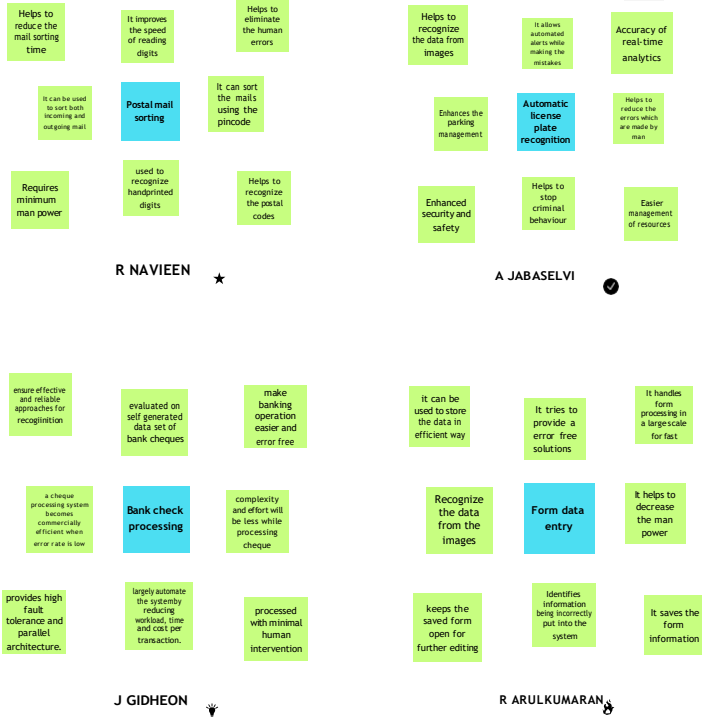 Helps to
reduce the
mail sorting
time
It improves
the speed
of reading
digits
Helps to
eliminate
the human
errors
It can be used
to sort both
incoming and
outgoing mail
Postal mail
sorting
It can sort
the mails
using the
pincode
Requires
minimum
man power
used to
recognize
handprinted
digits
Helps to
recognize
the postal
codes
R NAVIEEN
Helps to
recognize
the data from
images
It allows
automated
alerts while
making the
mistakes
Accuracy of
real-time
analytics
Enhances the
parking
management
Automatic
license
plate
recognition
Helps to
reduce the
errors which
are made by
man
Enhanced
security and
safety
Helps to
stop
criminal
behaviour
Easier
management
of resources
A JABASELVI
ensure effective
and reliable
approaches for
recogiinition
evaluated on
self generated
data set of
bank cheques
make
banking
operation
easier and
error free
a cheque
processing system
becomes
commercially
efficient when
error rate is low
Bank check
processing
complexity
and effort will
be less while
processing
cheque
provides high
fault
tolerance and
parallel
architecture.
largely automate
the systemby
reducing
workload, time
and cost per
transaction.
processed
with minimal
human
intervention
J GIDHEON
it can be
used to store
the data in
efficient way
It tries to
provide a
error free
solutions
It handles
form
processing in
a large scale
for fast
Recognize
the data
from the
images
Form data
entry
It helps to
decrease
the man
power
keeps the
saved form
open for
further editing
Identifies
information
being incorrectly
put into the
system
It saves the
form
information
R ARULKUMARAN